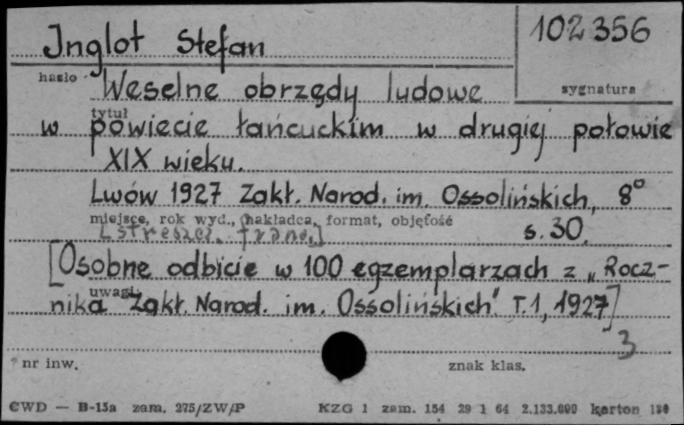 Inglot Stefan 102356
hasło sygnatura
Weselne obrzędy ludowe
tytuł
w powiecie łańcuckim w drugiej połowie
XIX wieku.
Lwów 1927 Zakł. Narod. im. Ossolińskich, 8°
miejsce, rok wyd., nakładca, format, objętość
[streszcz. franc.] s. 30.
[Osobne odbicie w 100 egzemplarzach z „Rocz-
uwagi
nika Zakł. Narod. im. Ossolińskich" T.1, 1927]
3
nr inw. znak klas.
CWD — B-15a zam. 275/ZW/P KZG 1 zam. 154 29 1 64 2.133.000 karton